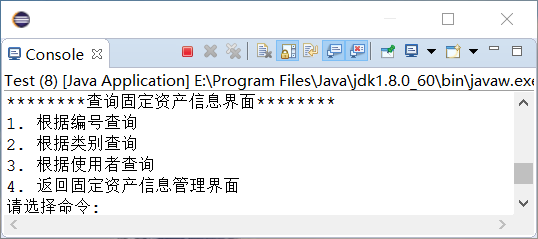 Console
Test (8) [Java Application] E:\Program Files\Java\jdk1.8.0_60\bin\javaw.exe
********查询固定资产信息界面********
1. 根据编号查询
2. 根据类别查询
3. 根据使用者查询
4. 返回固定资产信息管理界面
请选择命令: